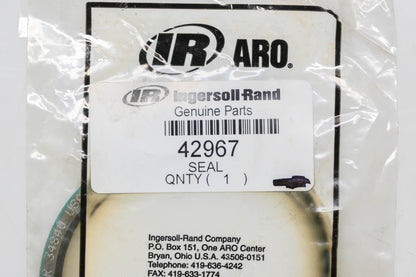 IR ARO®
IR Ingersoll-Rand
Genuine Parts
42967
SEAL
QNTY ( 1 )
Ingersoll-Rand Company
P.O. Box 151, One ARO Center
Bryan, Ohio U.S.A. 43506-0151
Telephone: 419-636-4242
FAX: 419-633-1774